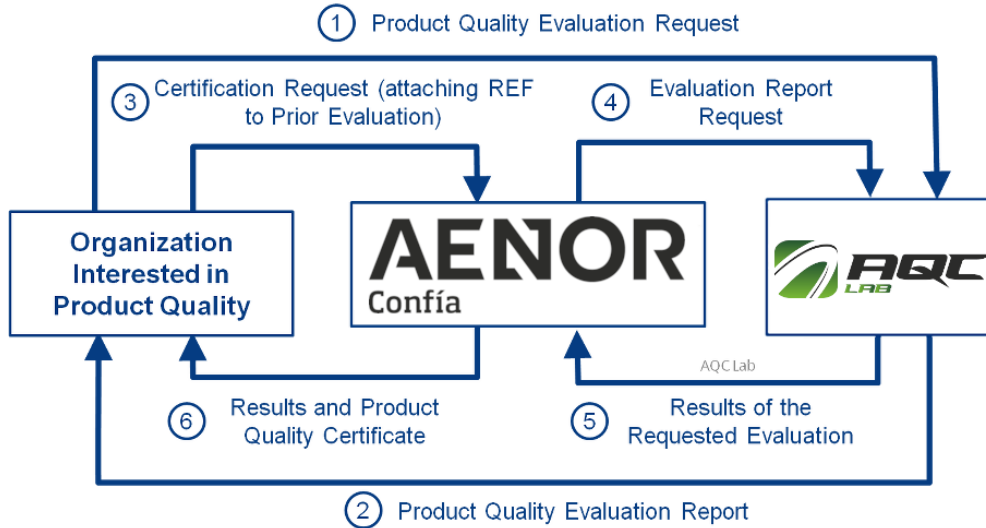 1 Product Quality Evaluation Request
3 Certification Request (attaching REF
to Prior Evaluation)
4 Evaluation Report
Request
Organization
Interested in
Product Quality
AENOR
Confía
AQC
LAB
AQC Lab
6 Results and Product
Quality Certificate
5 Results of the
Requested Evaluation
2 Product Quality Evaluation Report